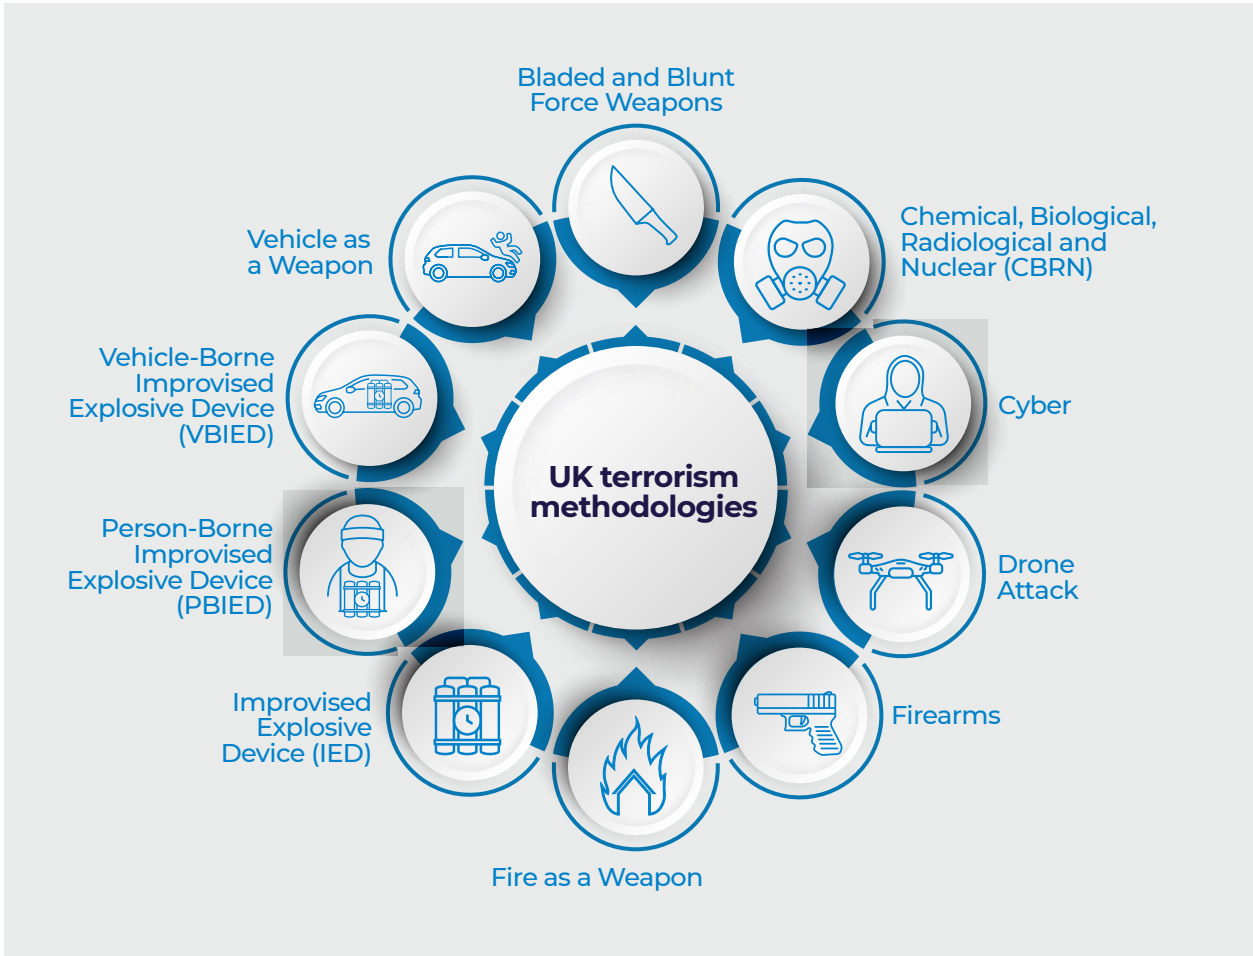 Bladed and Blunt
Force Weapons
Chemical, Biological,
Radiological and
Nuclear (CBRN)
Cyber
Drone
Attack
Firearms
Fire as a Weapon
Improvised
Explosive
Device (IED)
Person-Borne
Improvised
Explosive Device
(PBIED)
Vehicle-Borne
Improvised
Explosive Device
(VBIED)
Vehicle as
a Weapon
UK terrorism
methodologies